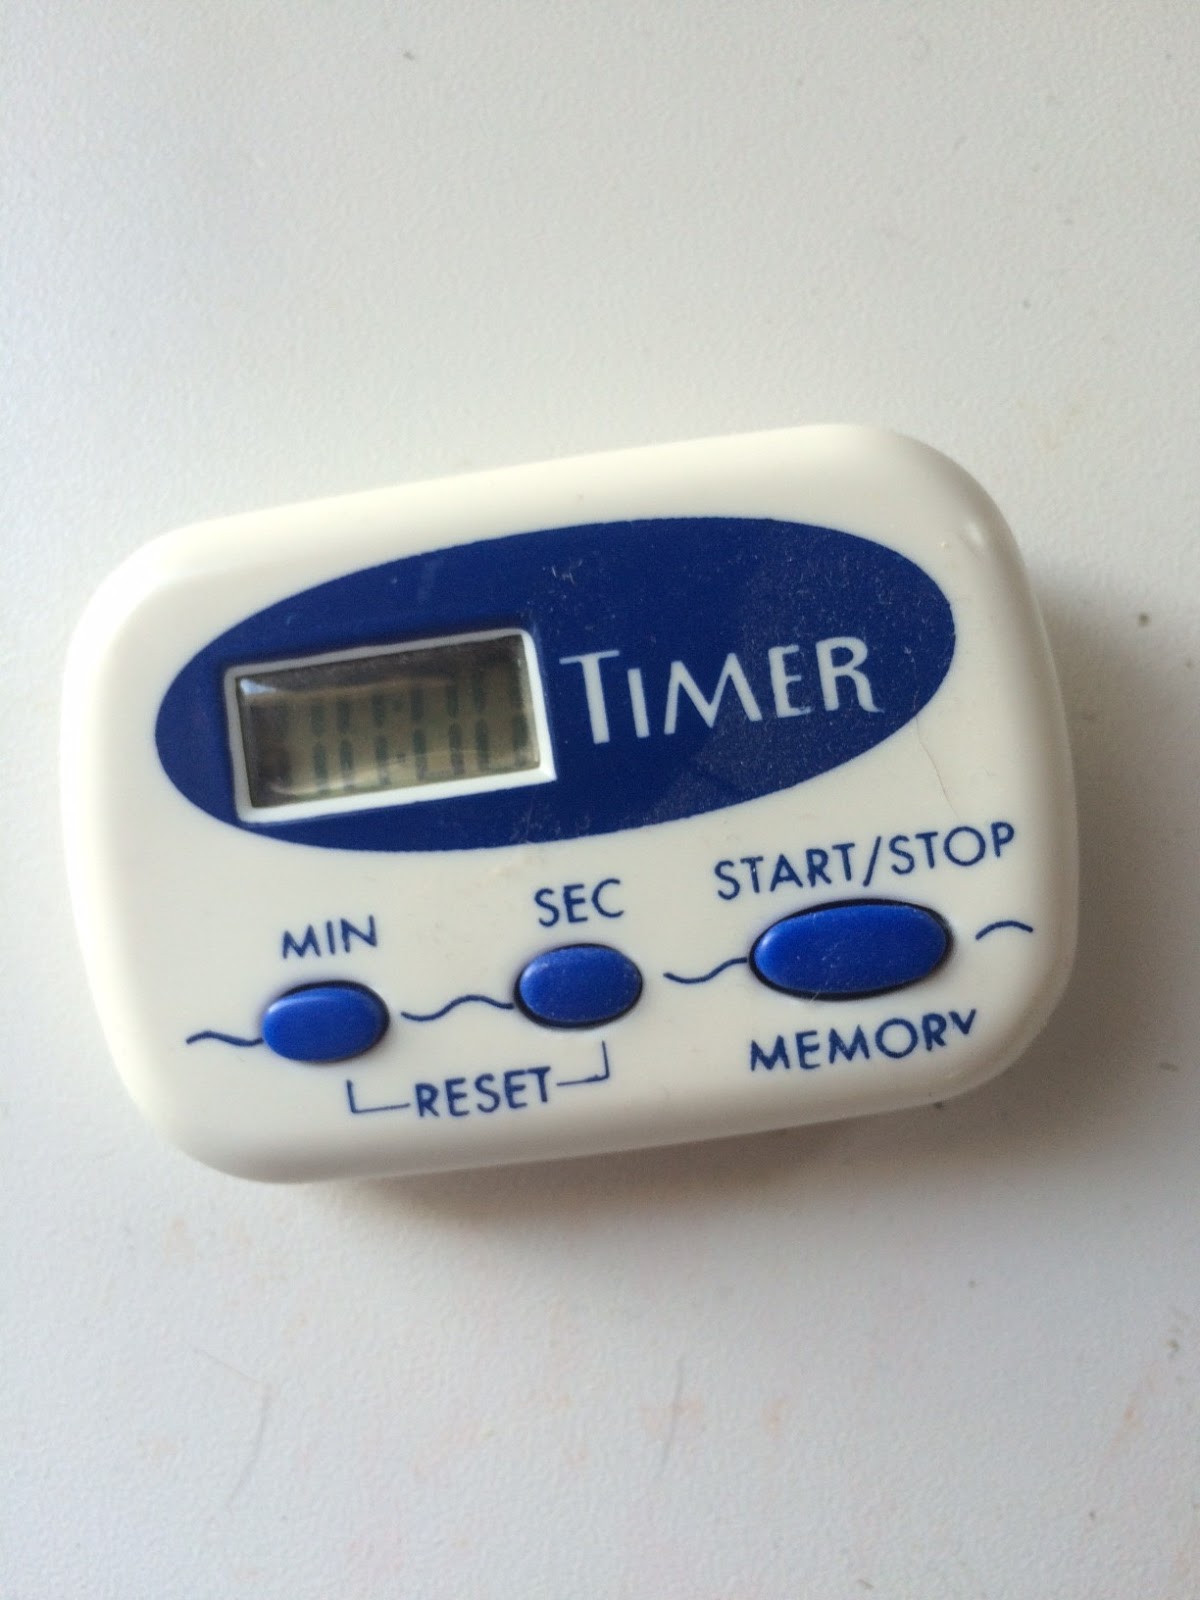 TIMER
MIN SEC START/STOP
RESET MEMORY